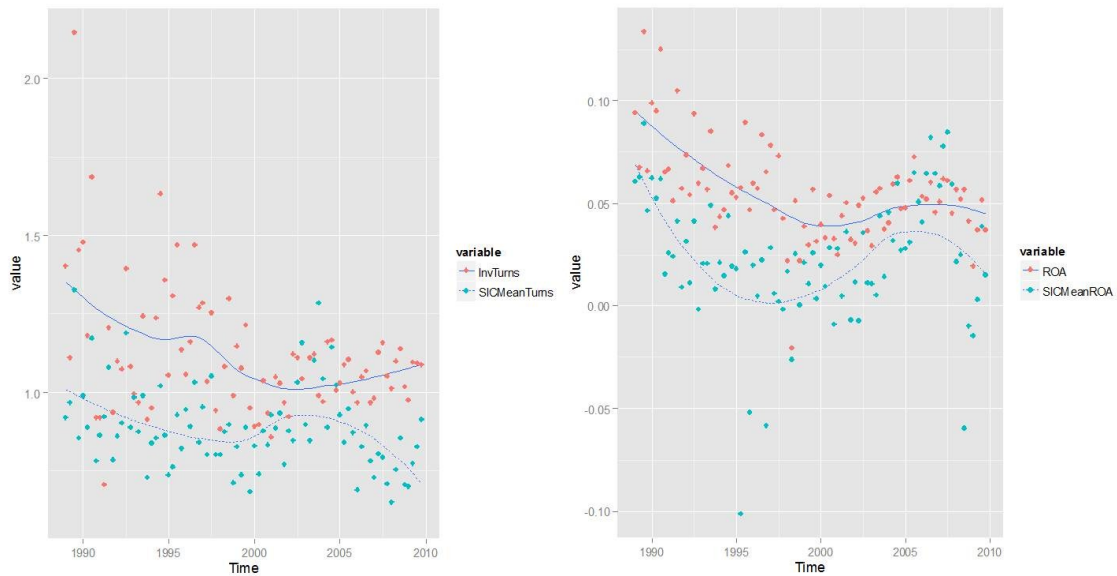 2.0
1.5
1.0
value
1990
1995
2000
2005
2010
Time
variable
InvTurns
SICMeanTurns
0.10
0.05
0.00
-0.05
-0.10
value
1990
1995
2000
2005
2010
Time
variable
ROA
SICMeanROA